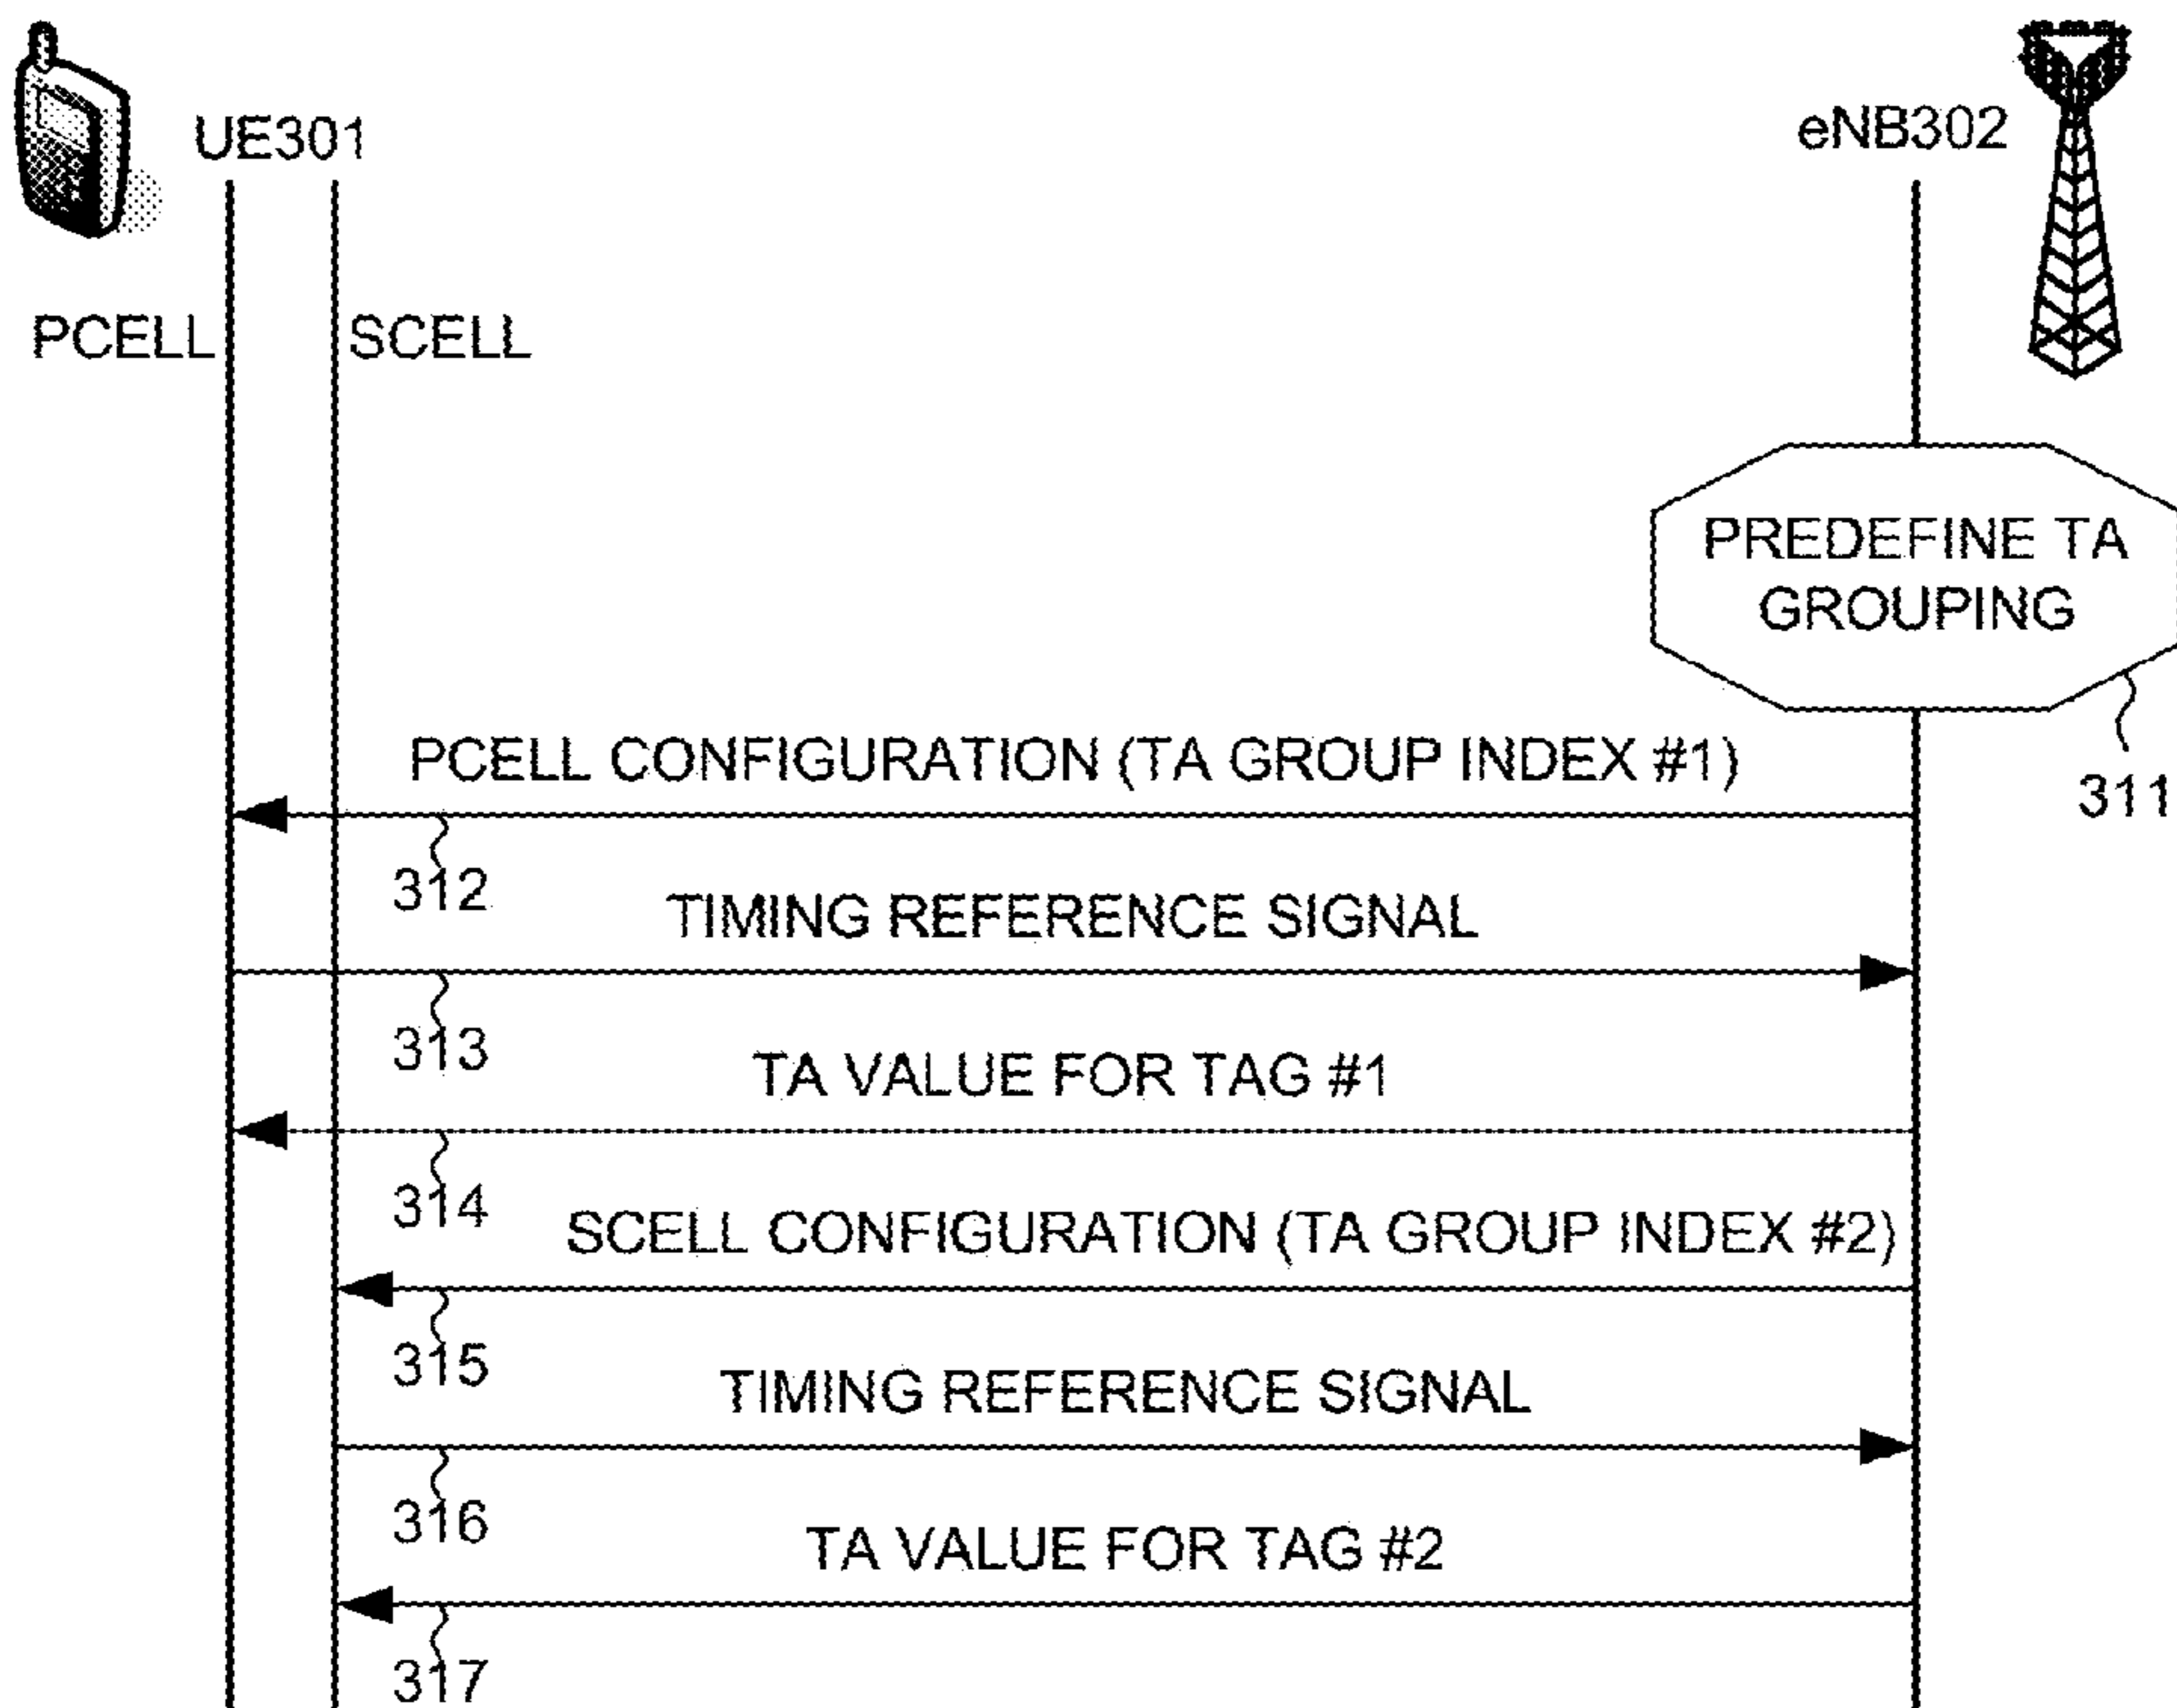 UE301
eNB302
PCELL
SCELL
PREDEFINE TA
GROUPING
311
PCELL CONFIGURATION (TA GROUP INDEX #1)
312
TIMING REFERENCE SIGNAL
313
TA VALUE FOR TAG #1
314
SCELL CONFIGURATION (TA GROUP INDEX #2)
315
TIMING REFERENCE SIGNAL
316
TA VALUE FOR TAG #2
317